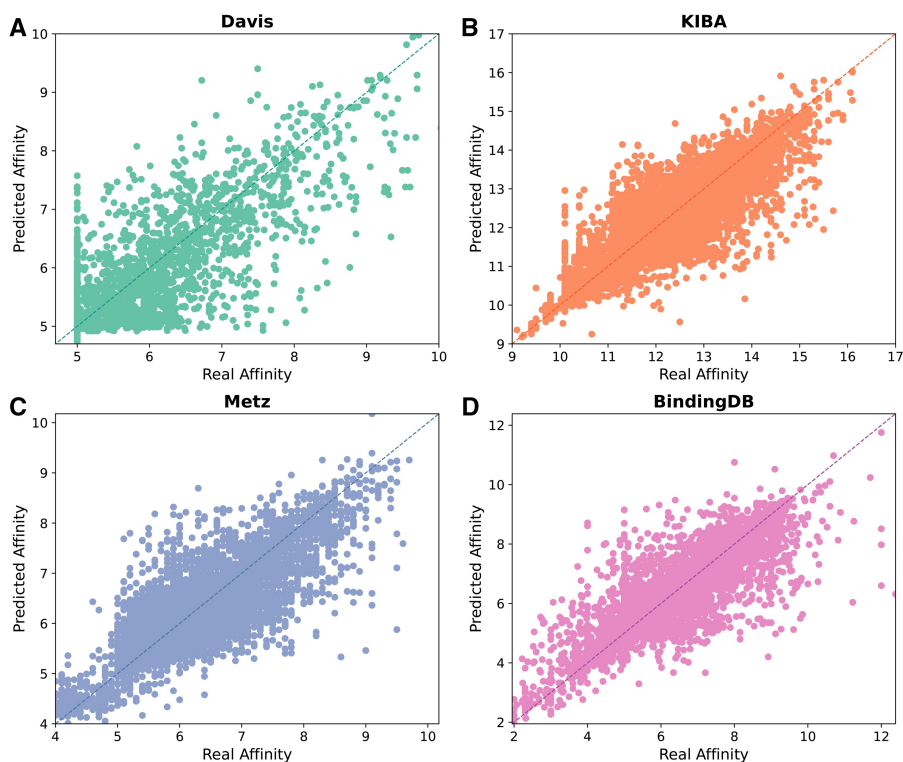 A
Davis
10
9
8
7
6
5
Predicted Affinity
5 6 7 8 9 10
Real Affinity
B
KIBA
17
16
15
14
13
12
11
10
9
Predicted Affinity
9 10 11 12 13 14 15 16 17
Real Affinity
C
Metz
10
9
8
7
6
5
4
Predicted Affinity
4 5 6 7 8 9 10
Real Affinity
D
BindingDB
12
10
8
6
4
2
Predicted Affinity
2 4 6 8 10 12
Real Affinity